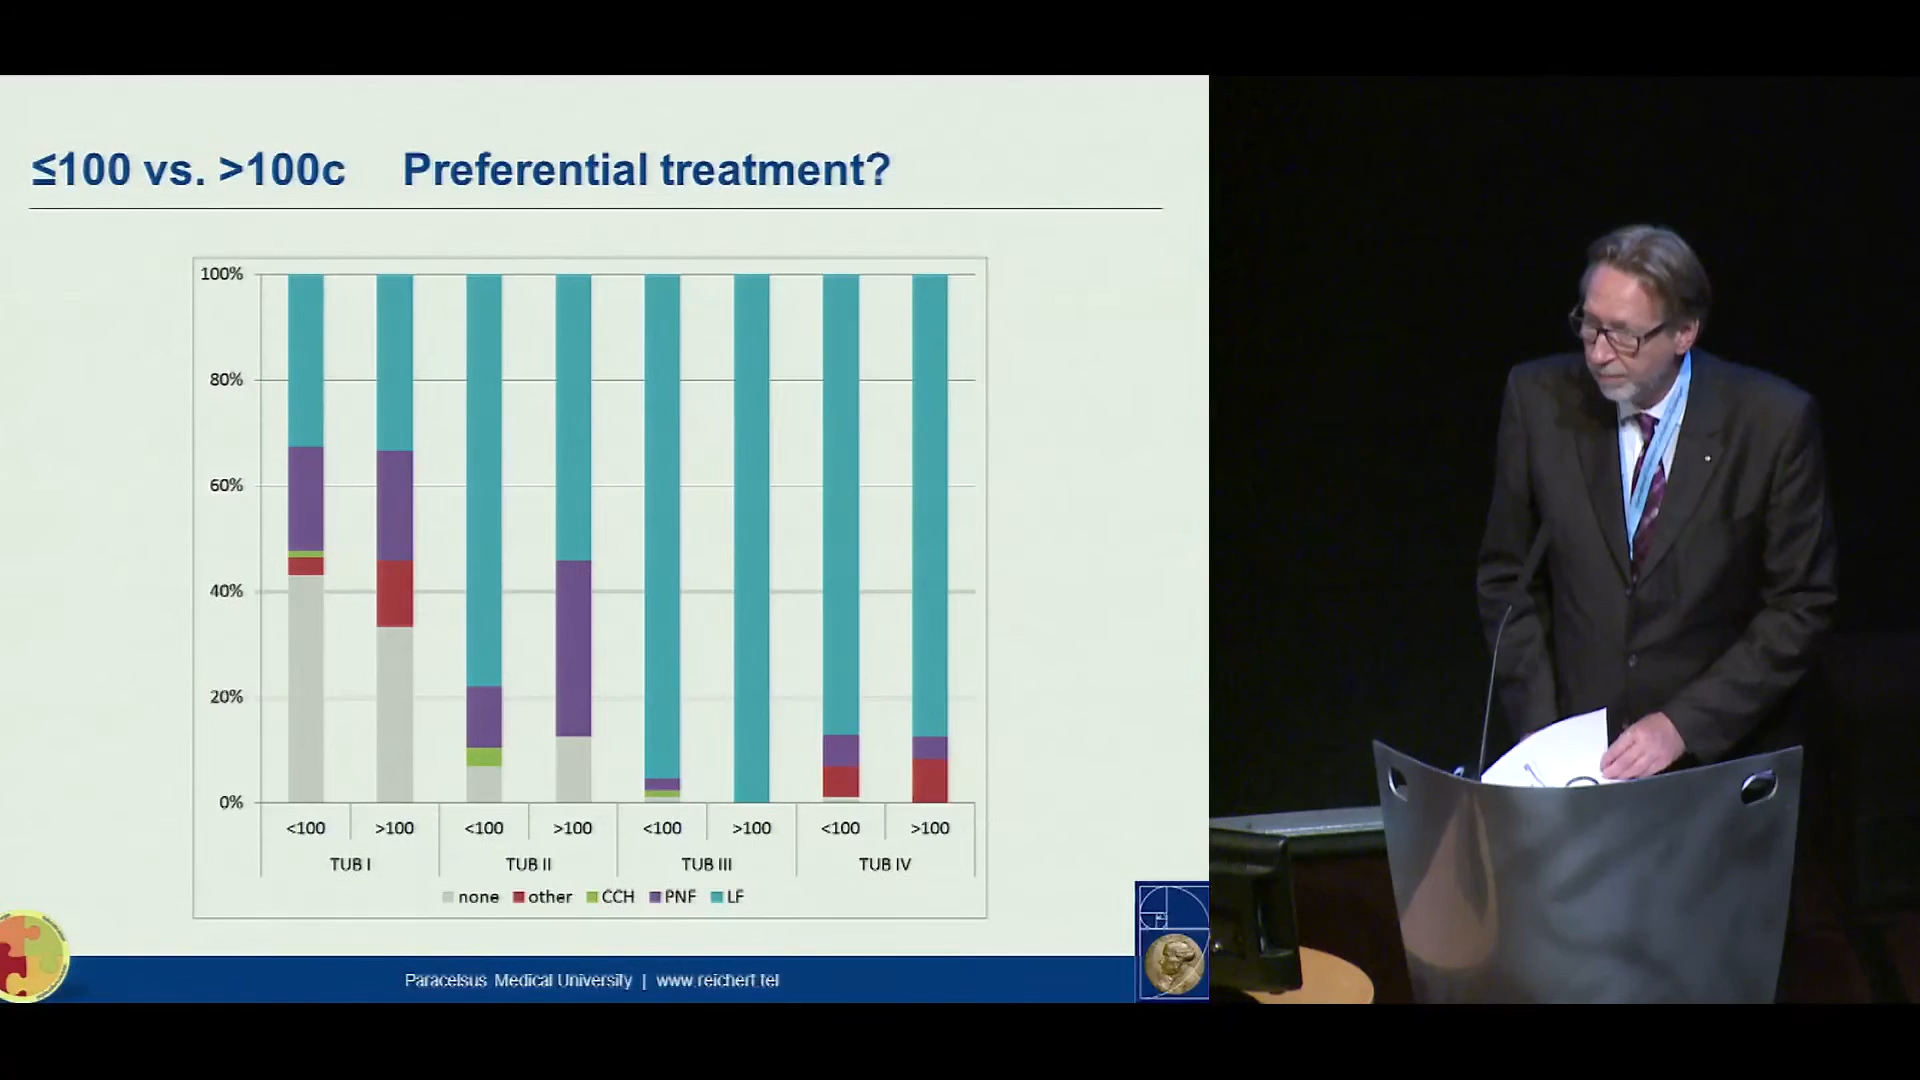 ≤100 vs. >100c Preferential treatment?
100%
80%
60%
40%
20%
0%
<100 >100 <100 >100 <100 >100 <100 >100
TUB I TUB II TUB III TUB IV
none other CCH PNF LF
Paracelsus Medical University | www.reichert.tel